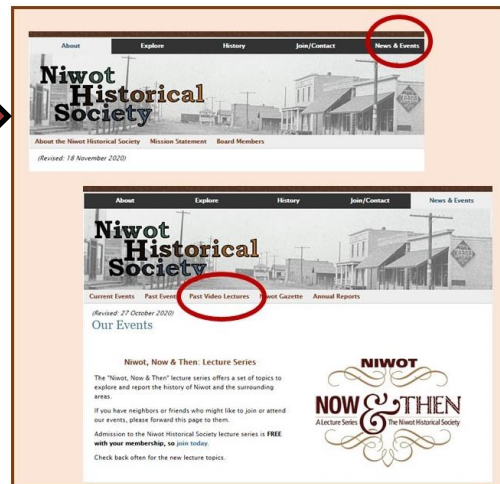 About Explore History Join/Contact News & Events
Niwot
Historical
Society
About the Niwot Historical Society Mission Statement Board Members
(Revised: 18 November 2020)
About Explore History Join/Contact News & Events
Niwot
Historical
Society
Current Events Past Event Past Video Lectures Niwot Gazette Annual Reports
(Revised: 27 October 2020)
Our Events
Niwot, Now & Then: Lecture Series
The "Niwot, Now & Then" lecture series offers a set of topics to
explore and report the history of Niwot and the surrounding
areas.
If you have neighbors or friends who might like to join or attend
our events, please forward this page to them.
Admission to the Niwot Historical Society lecture series is FREE
with your membership, so join today.
Check back often for the new lecture topics.
NIWOT
NOW & THEN
A Lecture Series The Niwot Historical Society